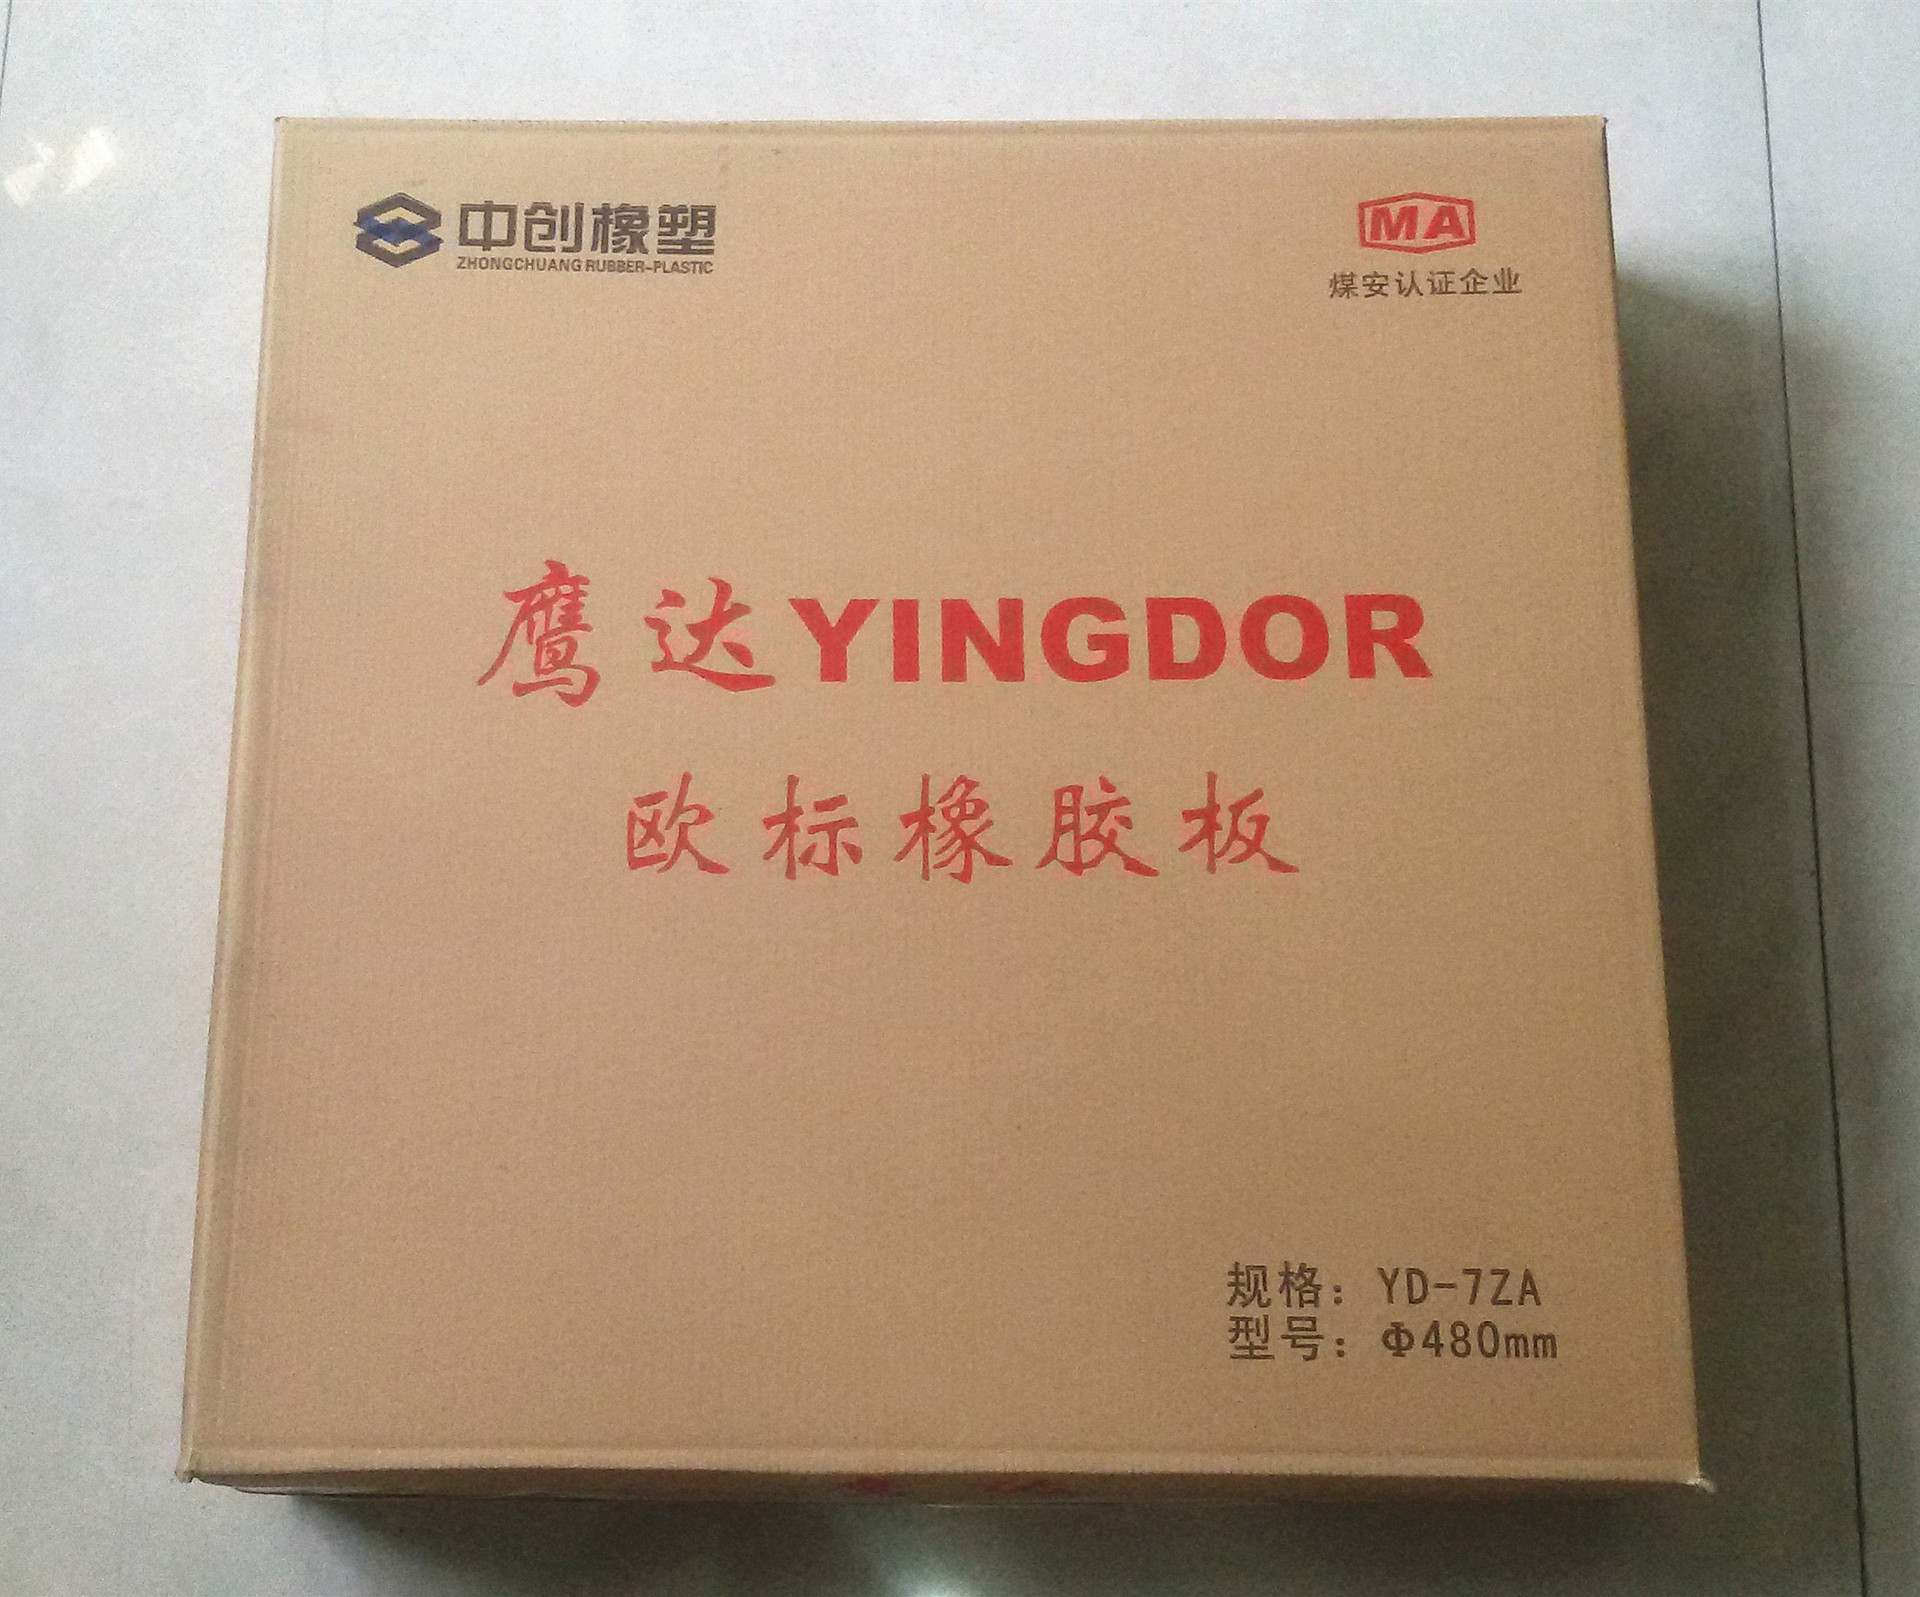 中创橡塑
ZHONGCHUANG RUBBER-PLASTIC
MA
煤安认证企业
鹰达YINGDOR
欧标橡胶板
规格：YD-7ZA
型号：Φ480mm